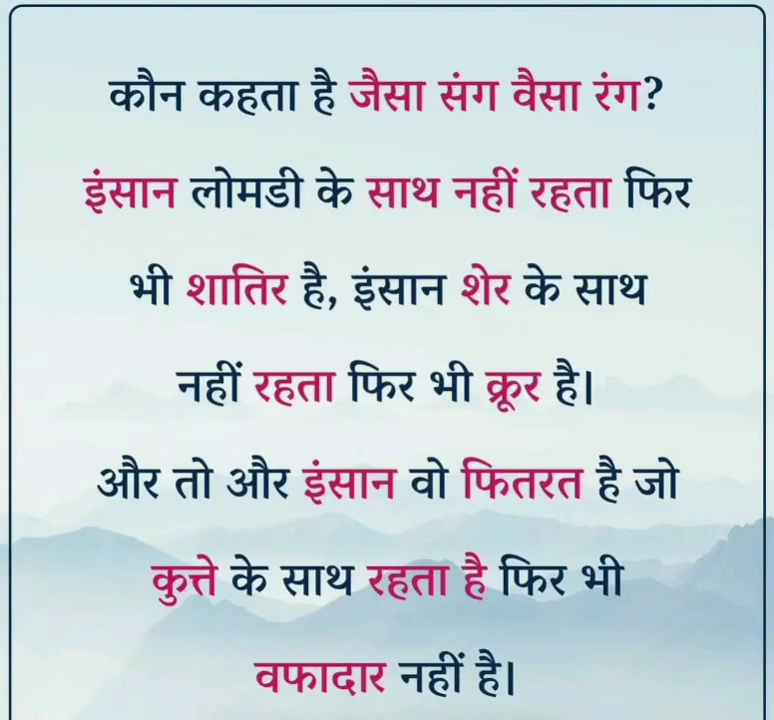 कौन कहता है जैसा संग वैसा रंग?
इंसान लोमडी के साथ नहीं रहता फिर
भी शातिर है, इंसान शेर के साथ
नहीं रहता फिर भी क्रूर है।
और तो और इंसान वो फितरत है जो
कुत्ते के साथ रहता है फिर भी
वफादार नहीं है।